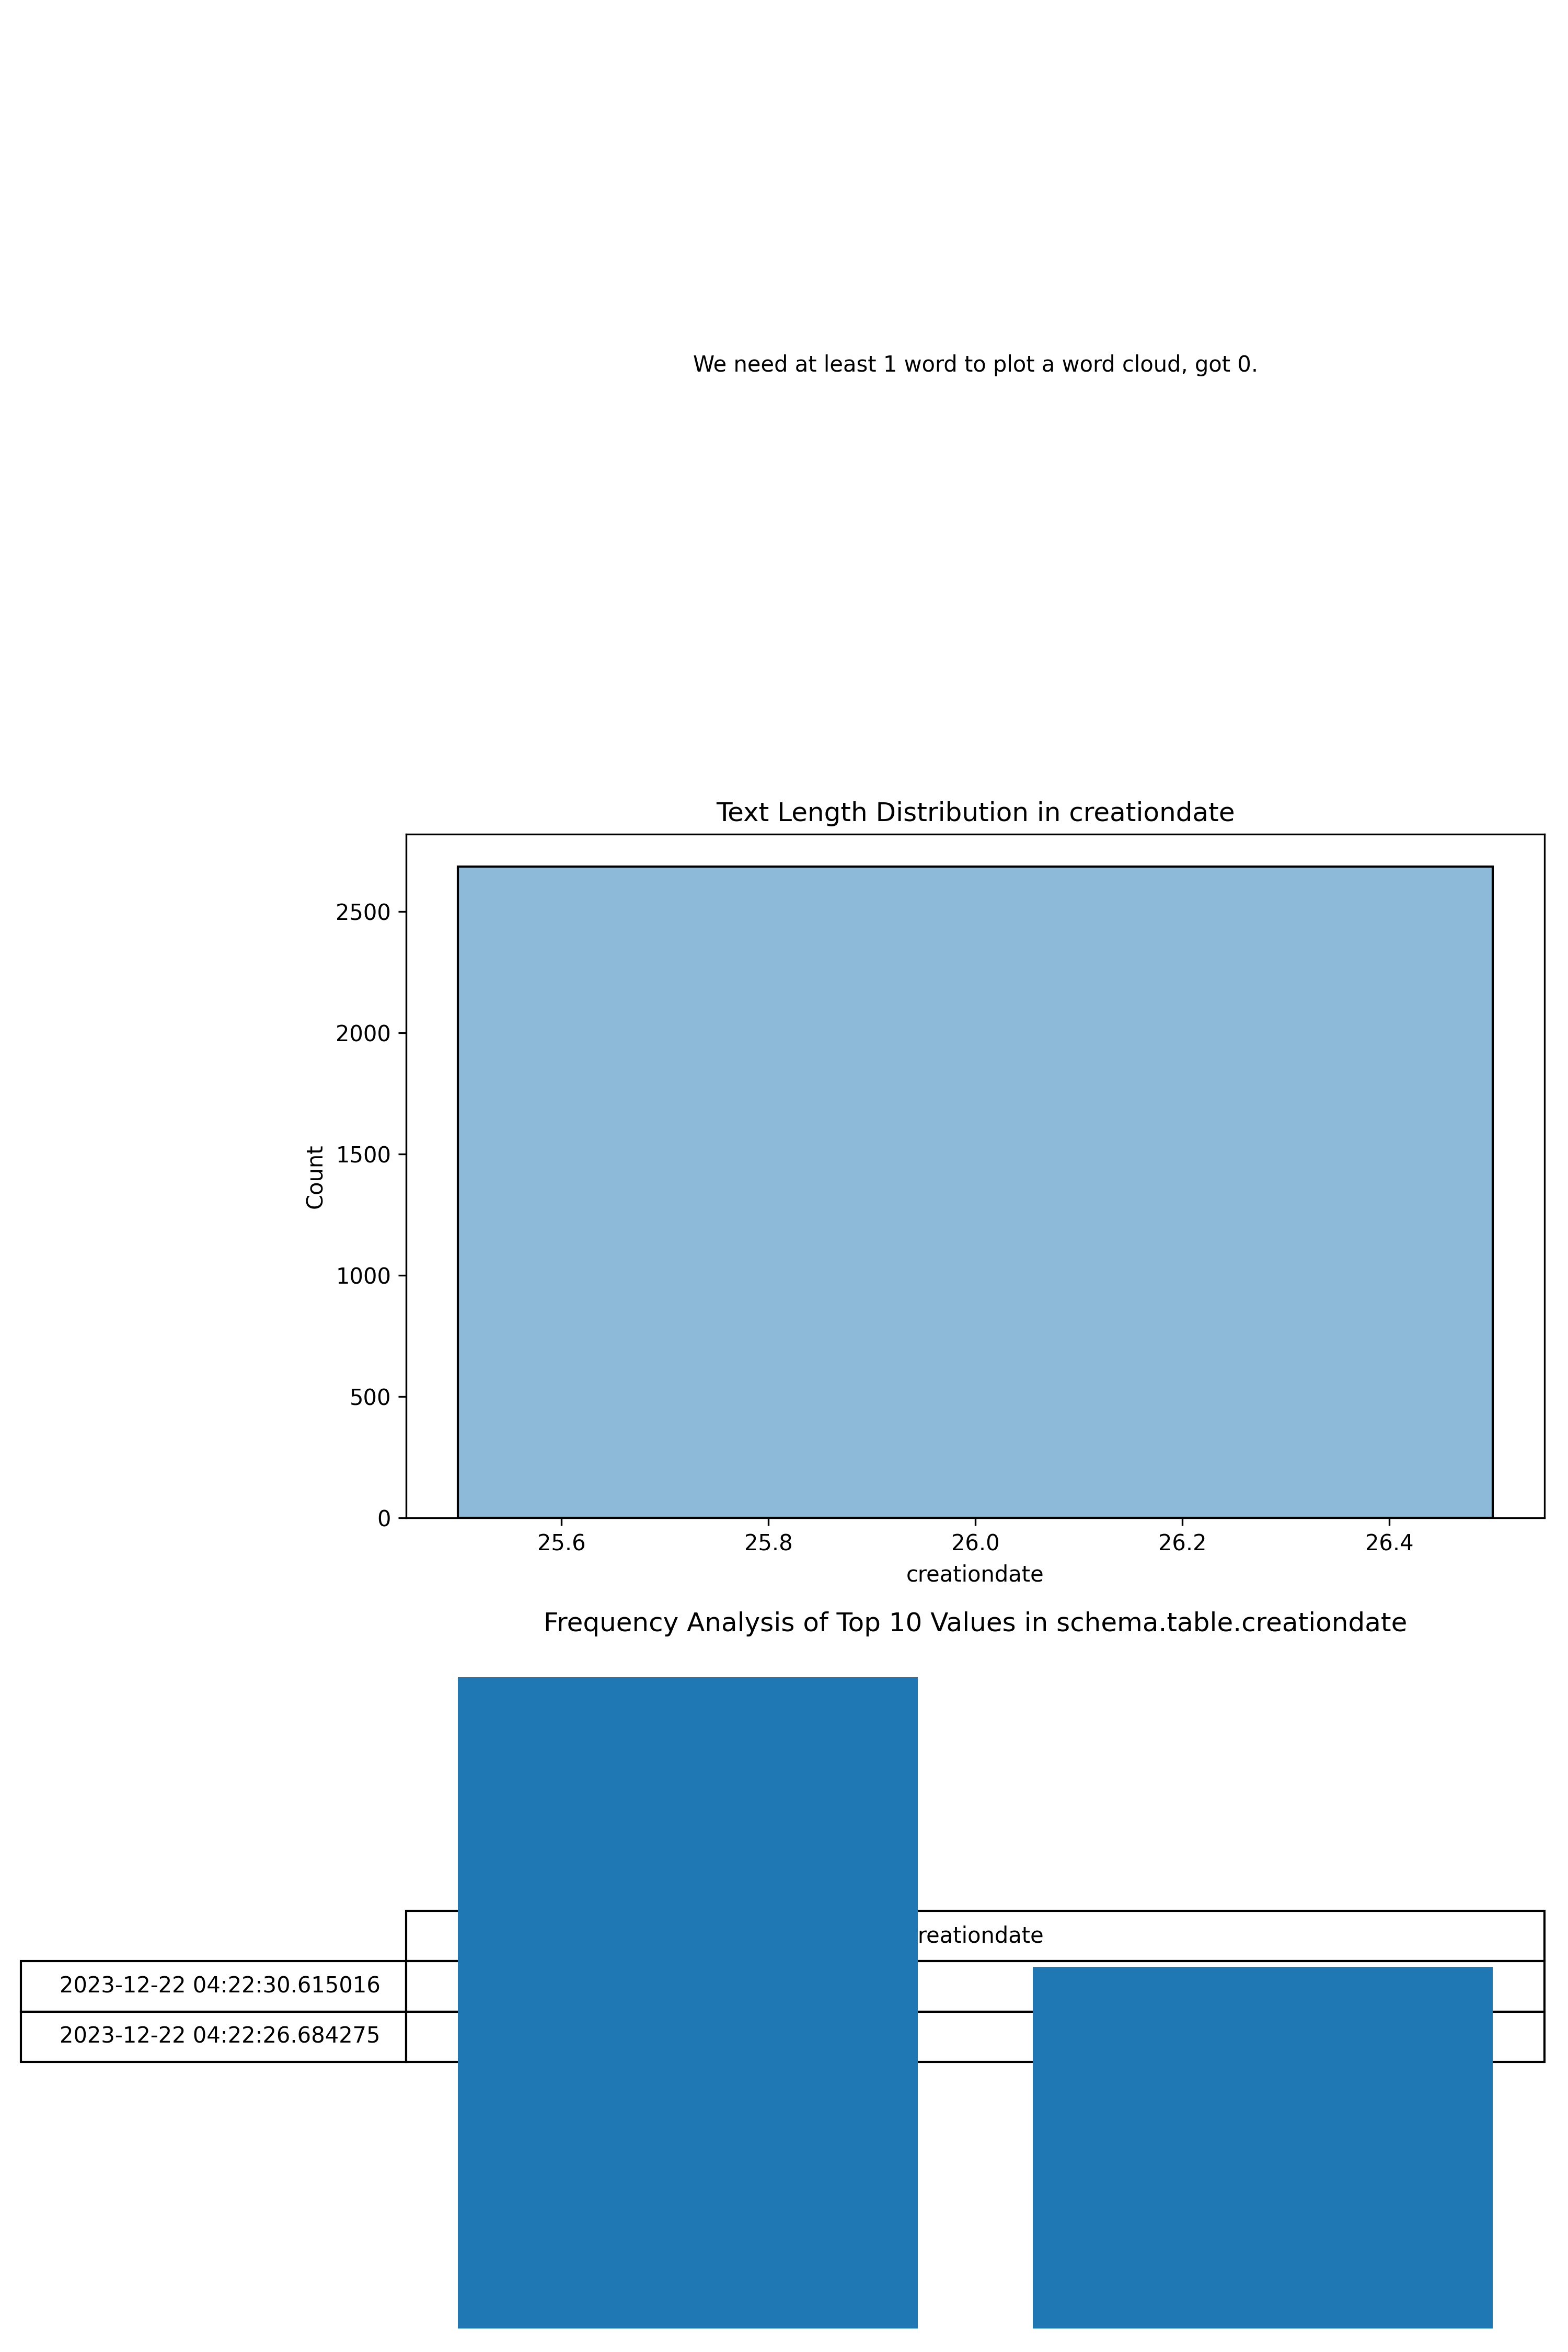 We need at least 1 word to plot a word cloud, got 0.
Text Length Distribution in creationdate
2500
2000
1500
1000
500
0
Count
25.6 25.8 26.0 26.2 26.4
creationdate
Frequency Analysis of Top 10 Values in schema.table.creationdate
reationdate
2023-12-22 04:22:30.615016
2023-12-22 04:22:26.684275